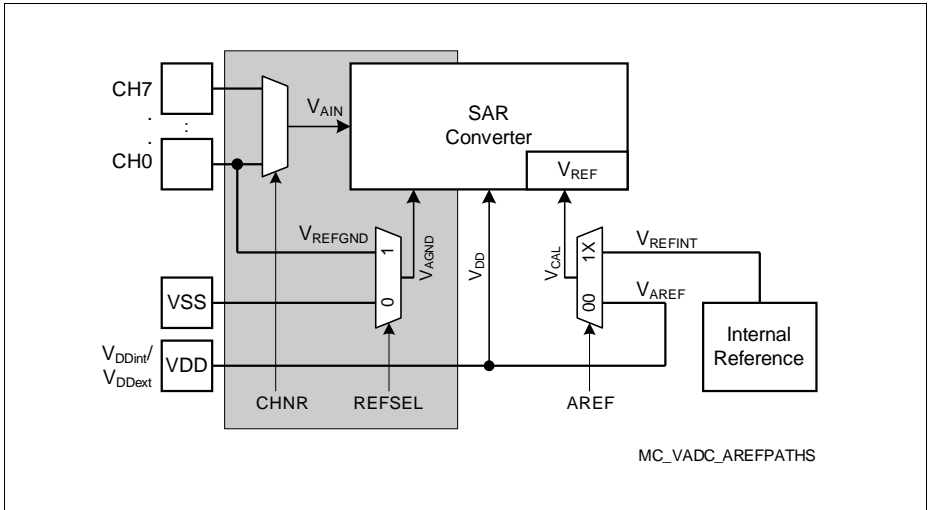 CH7
.
:
.
CH0
VAIN
SAR
Converter
VREF
VREFGND
1
0
VAGND
VDD
VCAL
1X
00
VREFINT
VAREF
VSS
VDDint/
VDDext
VDD
Internal
Reference
CHNR
REFSEL
AREF
MC_VADC_AREFPATHS